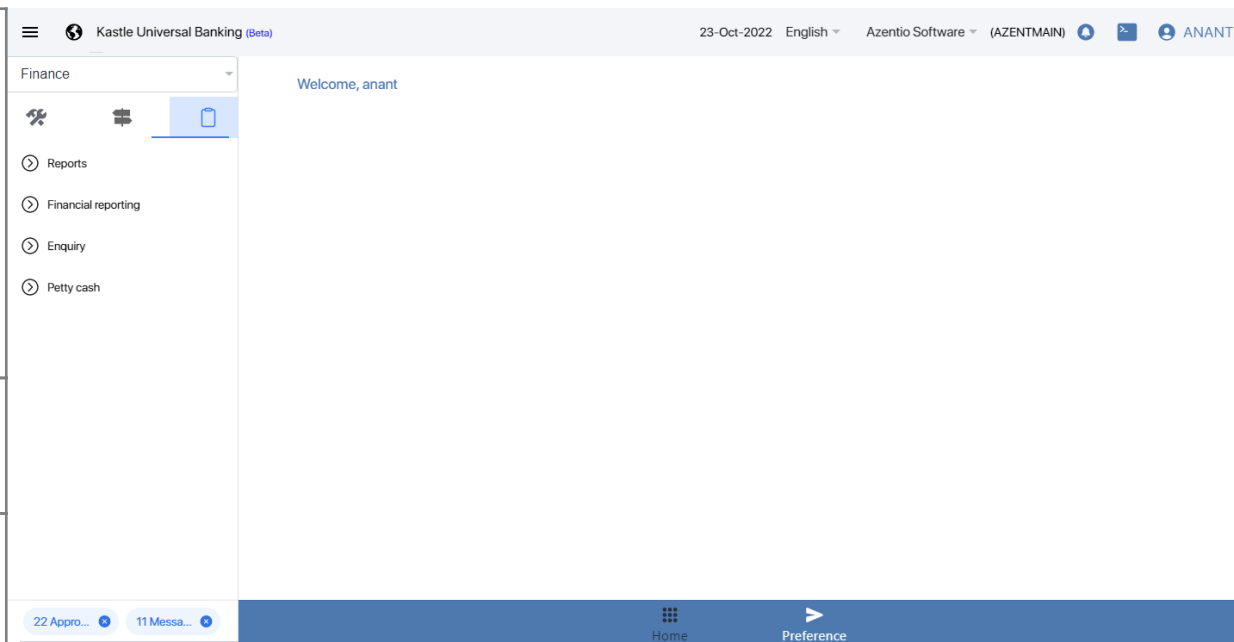 Kastle Universal Banking (Beta)
23-Oct-2022 English Azentio Software (AZENTMAIN) ANANT
Finance
Welcome, anant
Reports
Financial reporting
Enquiry
Petty cash
22 Appro... 11 Messa...
Home Preference